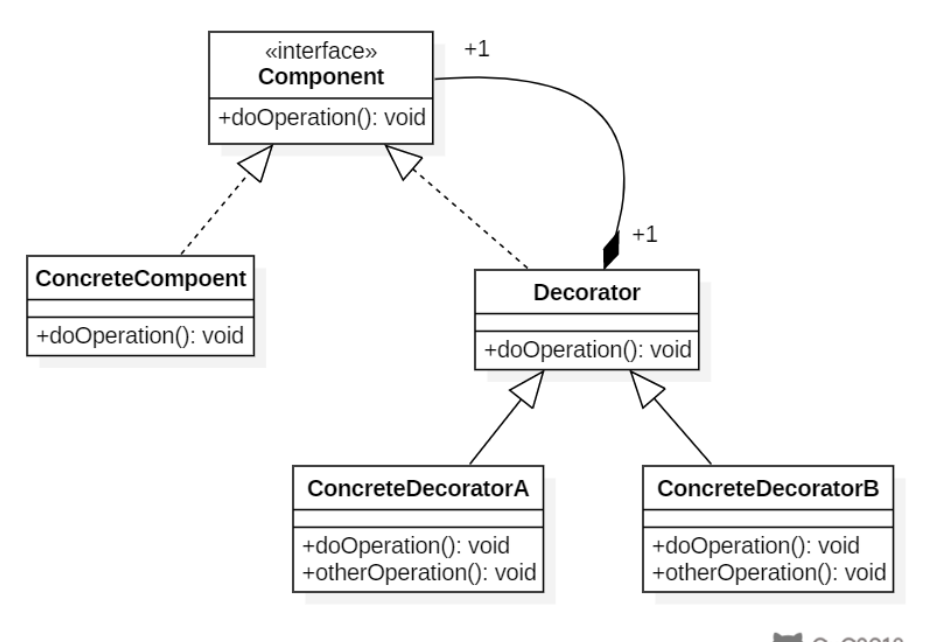 «interface»
Component
+doOperation(): void
+1
+1
ConcreteCompoent
+doOperation(): void
Decorator
+doOperation(): void
ConcreteDecoratorA
+doOperation(): void
+otherOperation(): void
ConcreteDecoratorB
+doOperation(): void
+otherOperation(): void